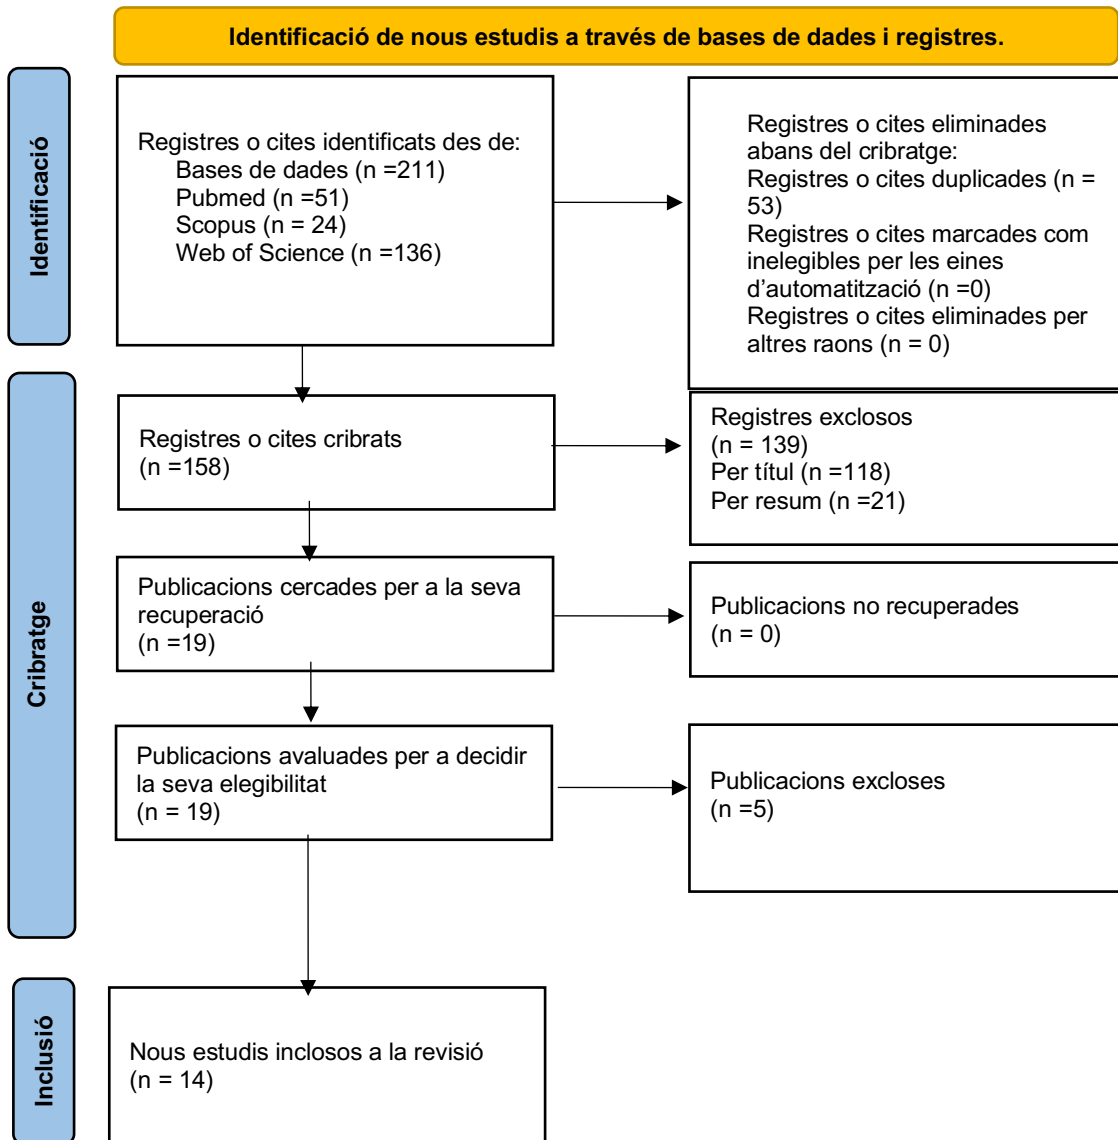 Identificació de nous estudis a través de bases de dades i registres.
Identificació
Registres o cites identificats des de:
Bases de dades (n =211)
Pubmed (n =51)
Scopus (n = 24)
Web of Science (n =136)
Registres o cites eliminades
abans del cribratge:
Registres o cites duplicades (n =
53)
Registres o cites marcades com
inelegibles per les eines
d’automatització (n =0)
Registres o cites eliminades per
altres raons (n = 0)
Cribratge
Registres o cites cribrats
(n =158)
Registres exclosos
(n = 139)
Per títul (n =118)
Per resum (n =21)
Publicacions cercades per a la seva
recuperació
(n =19)
Publicacions no recuperades
(n = 0)
Publicacions avaluades per a decidir
la seva elegibilitat
(n = 19)
Publicacions excloses
(n =5)
Inclusió
Nous estudis inclosos a la revisió
(n = 14)